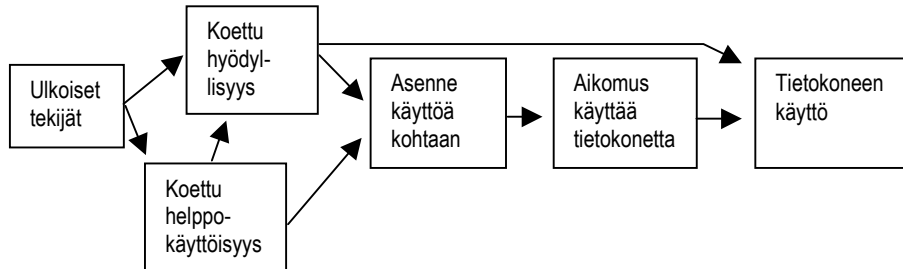 Ulkoiset
tekijät
Koettu
hyödyl-
lisyys
Koettu
helppo-
käyttöisyys
Asenne
käyttöä
kohtaan
Aikomus
käyttää
tietokonetta
Tietokoneen
käyttö